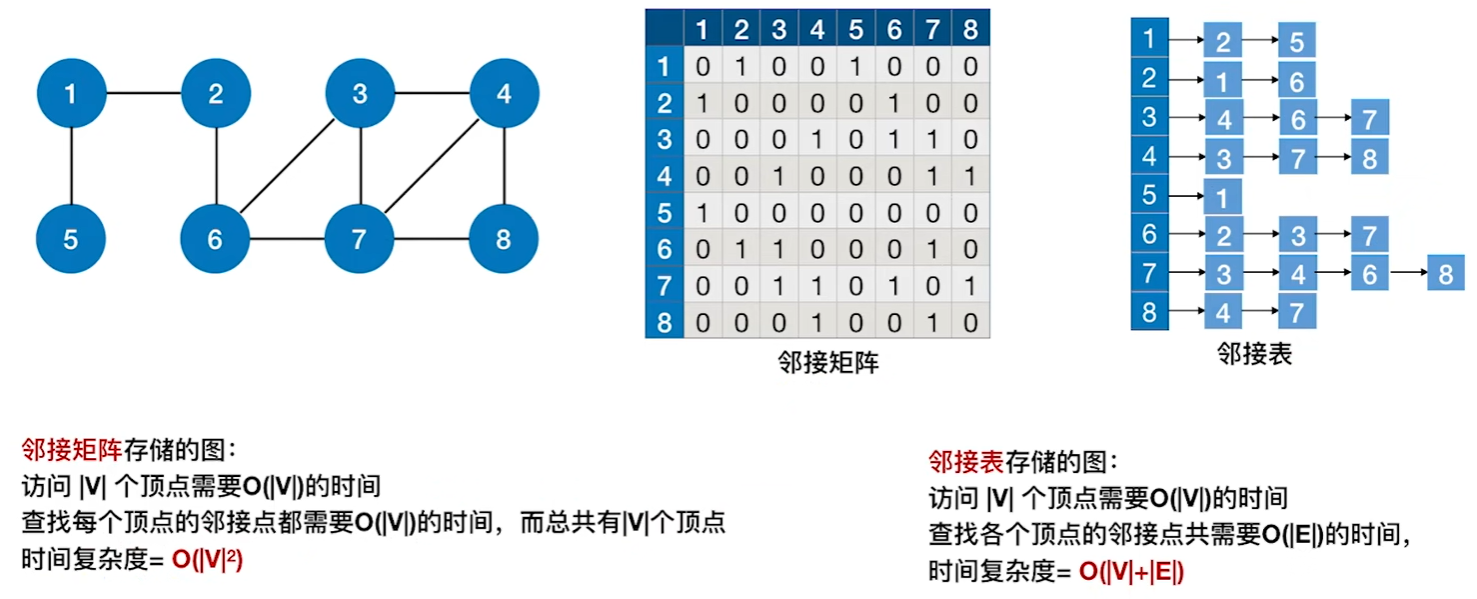 1 2 3 4
5 6 7 8
1 2 3 4 5 6 7 8
1 0 1 0 0 1 0 0 0
2 1 0 0 0 0 1 0 0
3 0 0 0 1 0 1 1 0
4 0 0 1 0 0 0 1 1
5 1 0 0 0 0 0 0 0
6 0 1 1 0 0 0 1 0
7 0 0 1 1 0 1 0 1
8 0 0 0 1 0 0 1 0
邻接矩阵
1 2 5
2 1 6
3 4 6 7
4 3 7 8
5 1
6 2 3 7
7 3 4 6 8
8 4 7
邻接表
邻接矩阵存储的图：
访问 |V| 个顶点需要O(|V|)的时间
查找每个顶点的邻接点都需要O(|V|)的时间，而总共有|V|个顶点
时间复杂度= O(|V|²)
邻接表存储的图：
访问 |V| 个顶点需要O(|V|)的时间
查找各个顶点的邻接点共需要O(|E|)的时间，
时间复杂度= O(|V|+|E|)